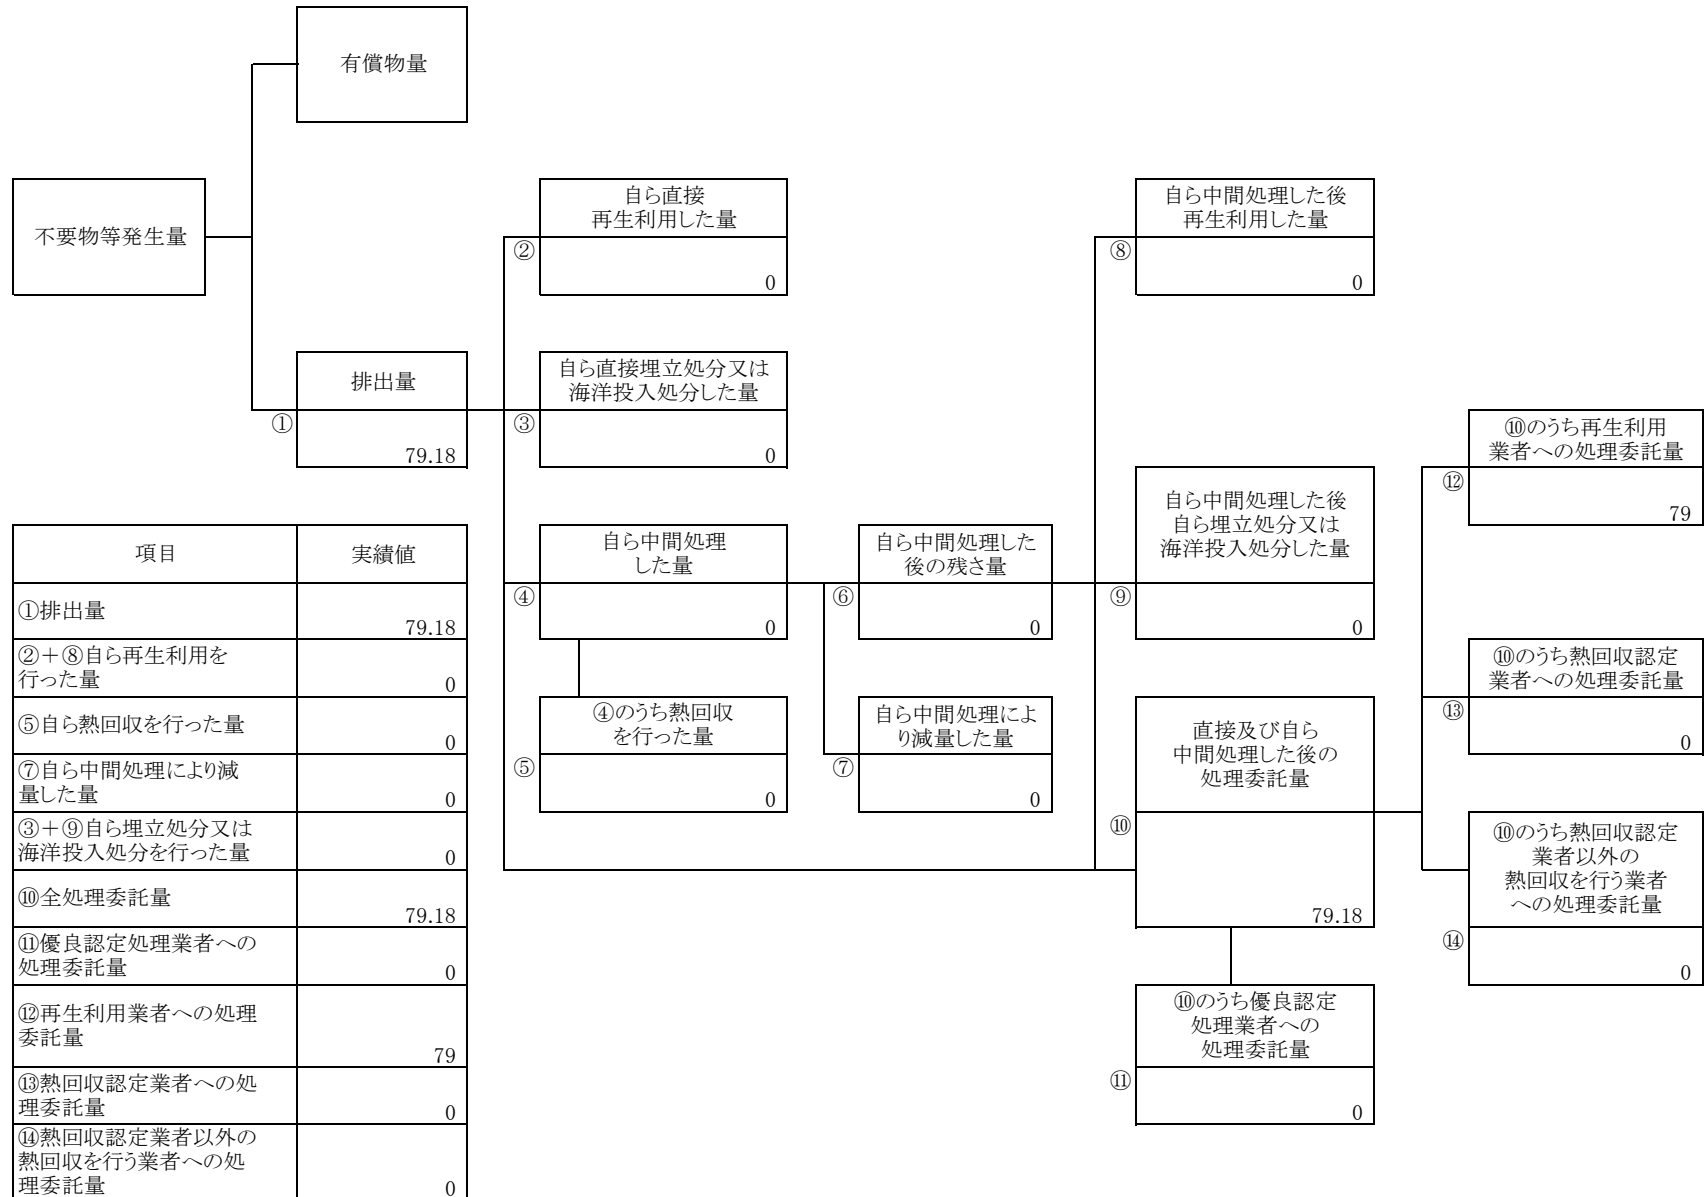 有償物量
不要物等発生量
自ら直接
再生利用した量
②
0
自ら中間処理した後
再生利用した量
⑧
0
排出量
①
79.18
自ら直接埋立処分又は
海洋投入処分した量
③
0
⑩のうち再生利用
業者への処理委託量
⑫
79
自ら中間処理
した量
④
0
自ら中間処理した
後の残さ量
⑥
0
自ら中間処理した後
自ら埋立処分又は
海洋投入処分した量
⑨
0
⑩のうち熱回収認定
業者への処理委託量
⑬
0
④のうち熱回収
を行った量
⑤
0
自ら中間処理によ
り減量した量
⑦
0
直接及び自ら
中間処理した後の
処理委託量
⑩
79.18
⑩のうち熱回収認定
業者以外の
熱回収を行う業者
への処理委託量
⑭
0
⑩のうち優良認定
処理業者への
処理委託量
⑪
0
項目
実績値
①排出量
79.18
②＋⑧自ら再生利用を
行った量
0
⑤自ら熱回収を行った量
0
⑦自ら中間処理により減
量した量
0
③＋⑨自ら埋立処分又は
海洋投入処分を行った量
0
⑩全処理委託量
79.18
⑪優良認定処理業者への
処理委託量
0
⑫再生利用業者への処理
委託量
79
⑬熱回収認定業者への処
理委託量
0
⑭熱回収認定業者以外の
熱回収を行う業者への処
理委託量
0